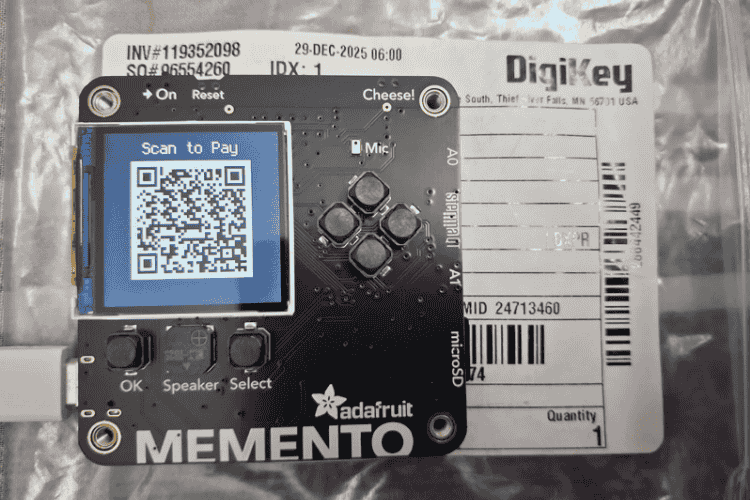 INV#119352098
29-DEC-2025 06:00
SO#96554260
IDX: 1
DigiKey
South, Thief River Falls, MN 56701 USA
On
Reset
Cheese!
Scan to Pay
Mic
A0
A1
MID 24713460
microSD
74
OK
Speaker
Select
adafruit
MEMENTO
Quantity
1